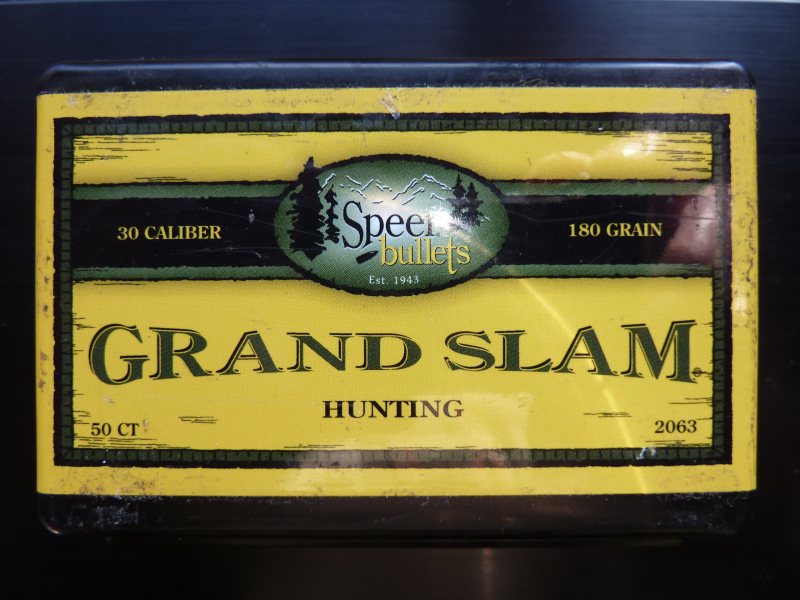 30 CALIBER
Speer
bullets
Est. 1943
180 GRAIN
GRAND SLAM®
HUNTING
50 CT
2063